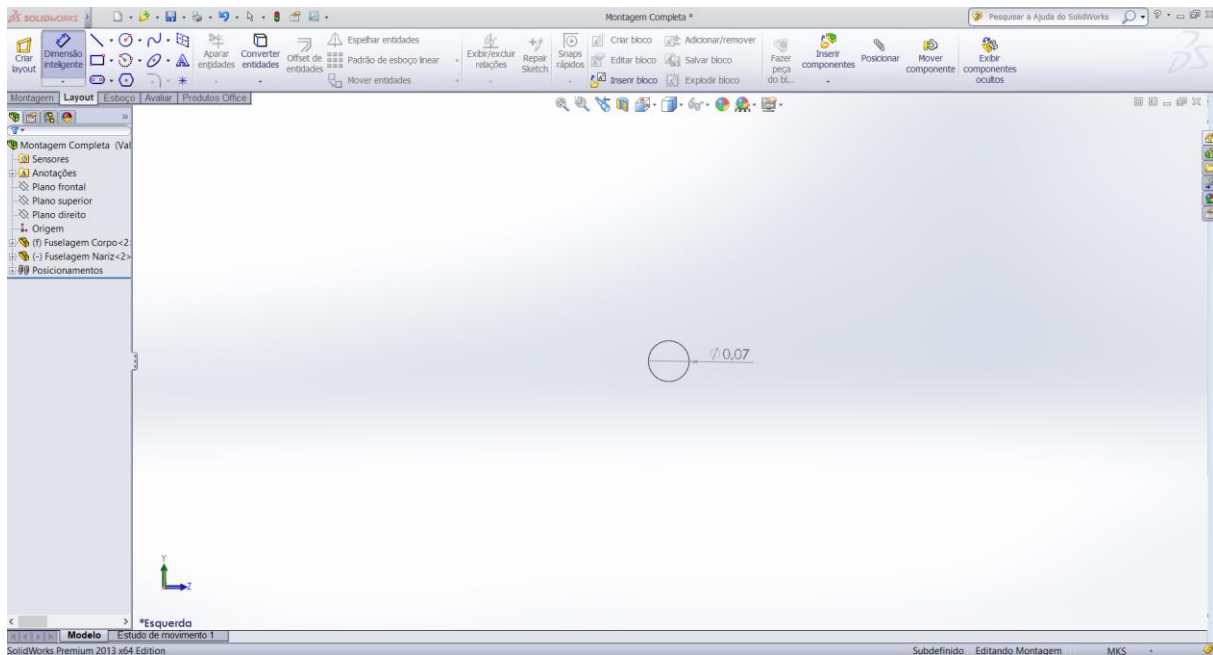 SOLIDWORKS
Montagem Completa *
Pesquisar a Ajuda do SolidWorks
Criar layout
Dimensão inteligente
Aparar entidades
Converter entidades
Offset de entidades
Espelhar entidades
Padrão de esboço linear
Mover entidades
Exibir/excluir relações
Repair Sketch
Snaps rápidos
Criar bloco
Editar bloco
Inserir bloco
Adicionar/remover
Salvar bloco
Explodir bloco
Fazer peça do bl...
Inserir componentes
Posicionar
Mover componente
Exibir componentes ocultos
Montagem Layout Esboço Avaliar Produtos Office
Montagem Completa (Val
Sensores
Anotações
Plano frontal
Plano superior
Plano direito
Origem
(f) Fuselagem Corpo<2
(-) Fuselagem Nariz<2>
Posicionamentos
∅0,07
Y
Z
*Esquerda
Modelo Estudo de movimento 1
SolidWorks Premium 2013 x64 Edition
Subdefinido Editando Montagem MKS